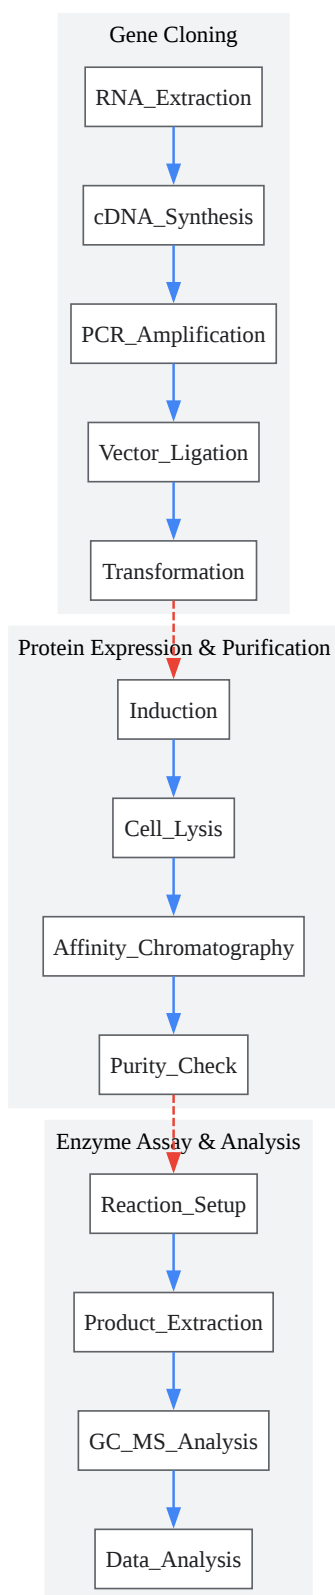 Gene Cloning
RNA_Extraction
cDNA_Synthesis
PCR_Amplification
Vector_Ligation
Transformation
Protein Expression & Purification
Induction
Cell_Lysis
Affinity_Chromatography
Purity_Check
Enzyme Assay & Analysis
Reaction_Setup
Product_Extraction
GC_MS_Analysis
Data_Analysis